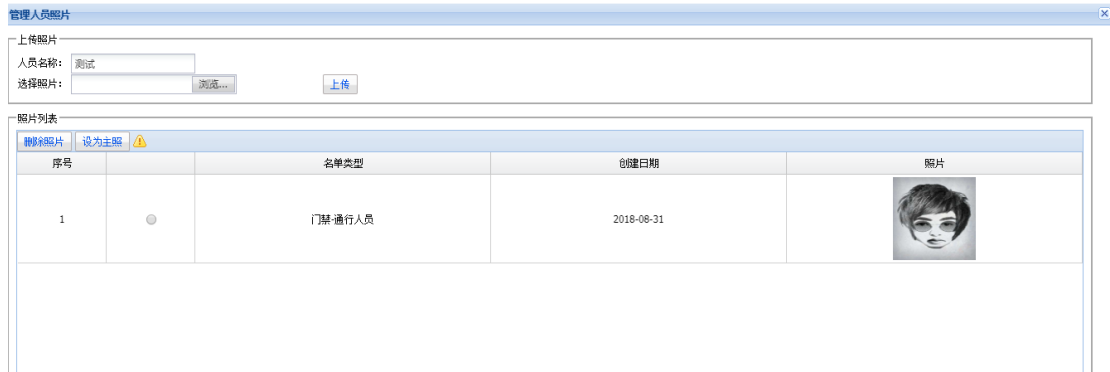 管理人员照片
上传照片
人员名称： 测试
选择照片： 浏览... 上传
照片列表
删除照片 设为主照
序号 名单类型 创建日期 照片
1 门禁-通行人员 2018-08-31